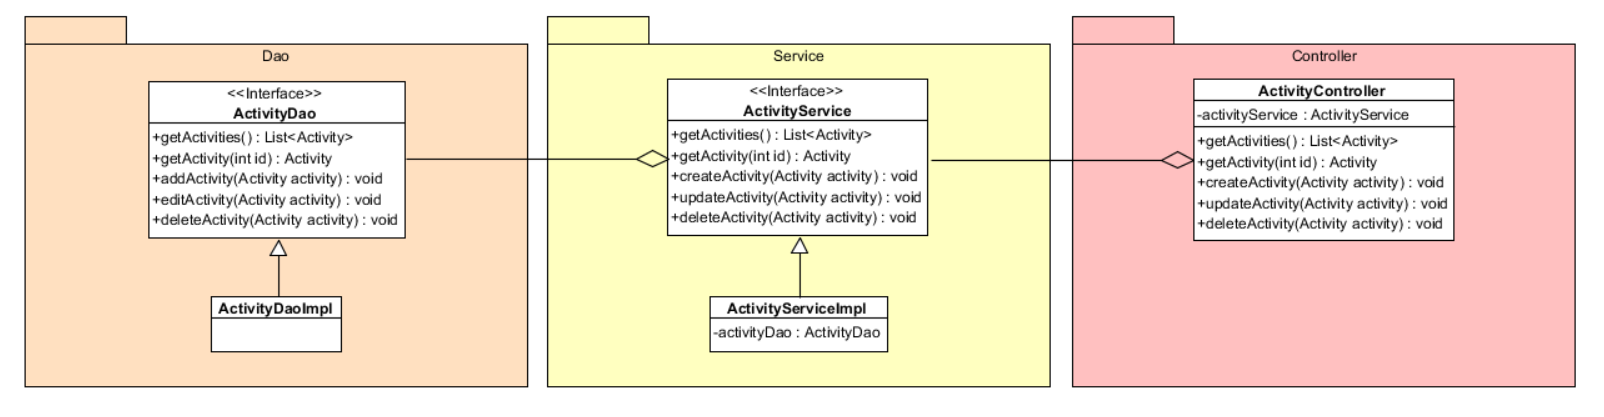 Dao
<<Interface>>
ActivityDao
+getActivities() : List<Activity>
+getActivity(int id) : Activity
+addActivity(Activity activity) : void
+editActivity(Activity activity) : void
+deleteActivity(Activity activity) : void
ActivityDaoImpl
Service
<<Interface>>
ActivityService
+getActivities() : List<Activity>
+getActivity(int id) : Activity
+createActivity(Activity activity) : void
+updateActivity(Activity activity) : void
+deleteActivity(Activity activity) : void
ActivityServiceImpl
-activityDao : ActivityDao
Controller
ActivityController
-activityService : ActivityService
+getActivities() : List<Activity>
+getActivity(int id) : Activity
+createActivity(Activity activity) : void
+updateActivity(Activity activity) : void
+deleteActivity(Activity activity) : void